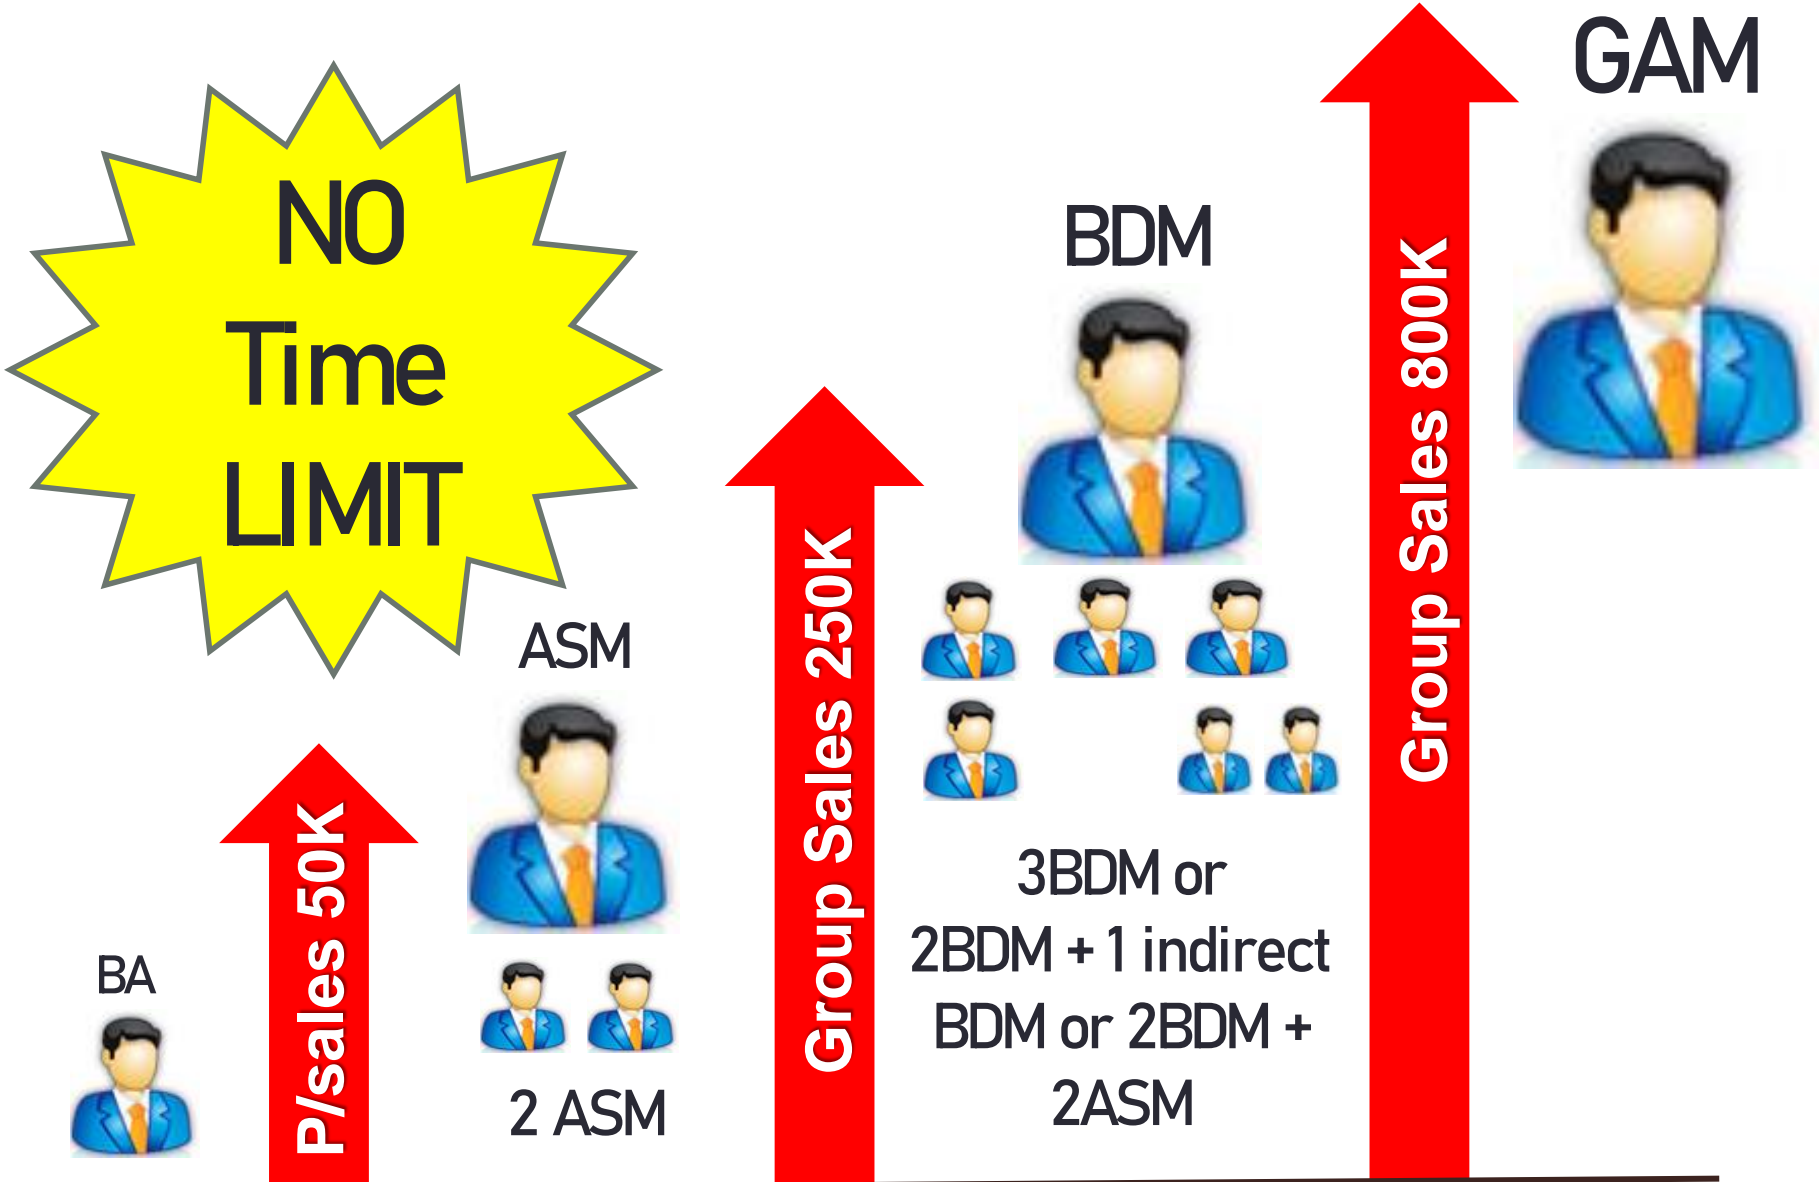 NO
Time
LIMIT
BA
P/sales 50K
ASM
2 ASM
Group Sales 250K
BDM
3BDM or
2BDM + 1 indirect
BDM or 2BDM +
2ASM
Group Sales 800K
GAM